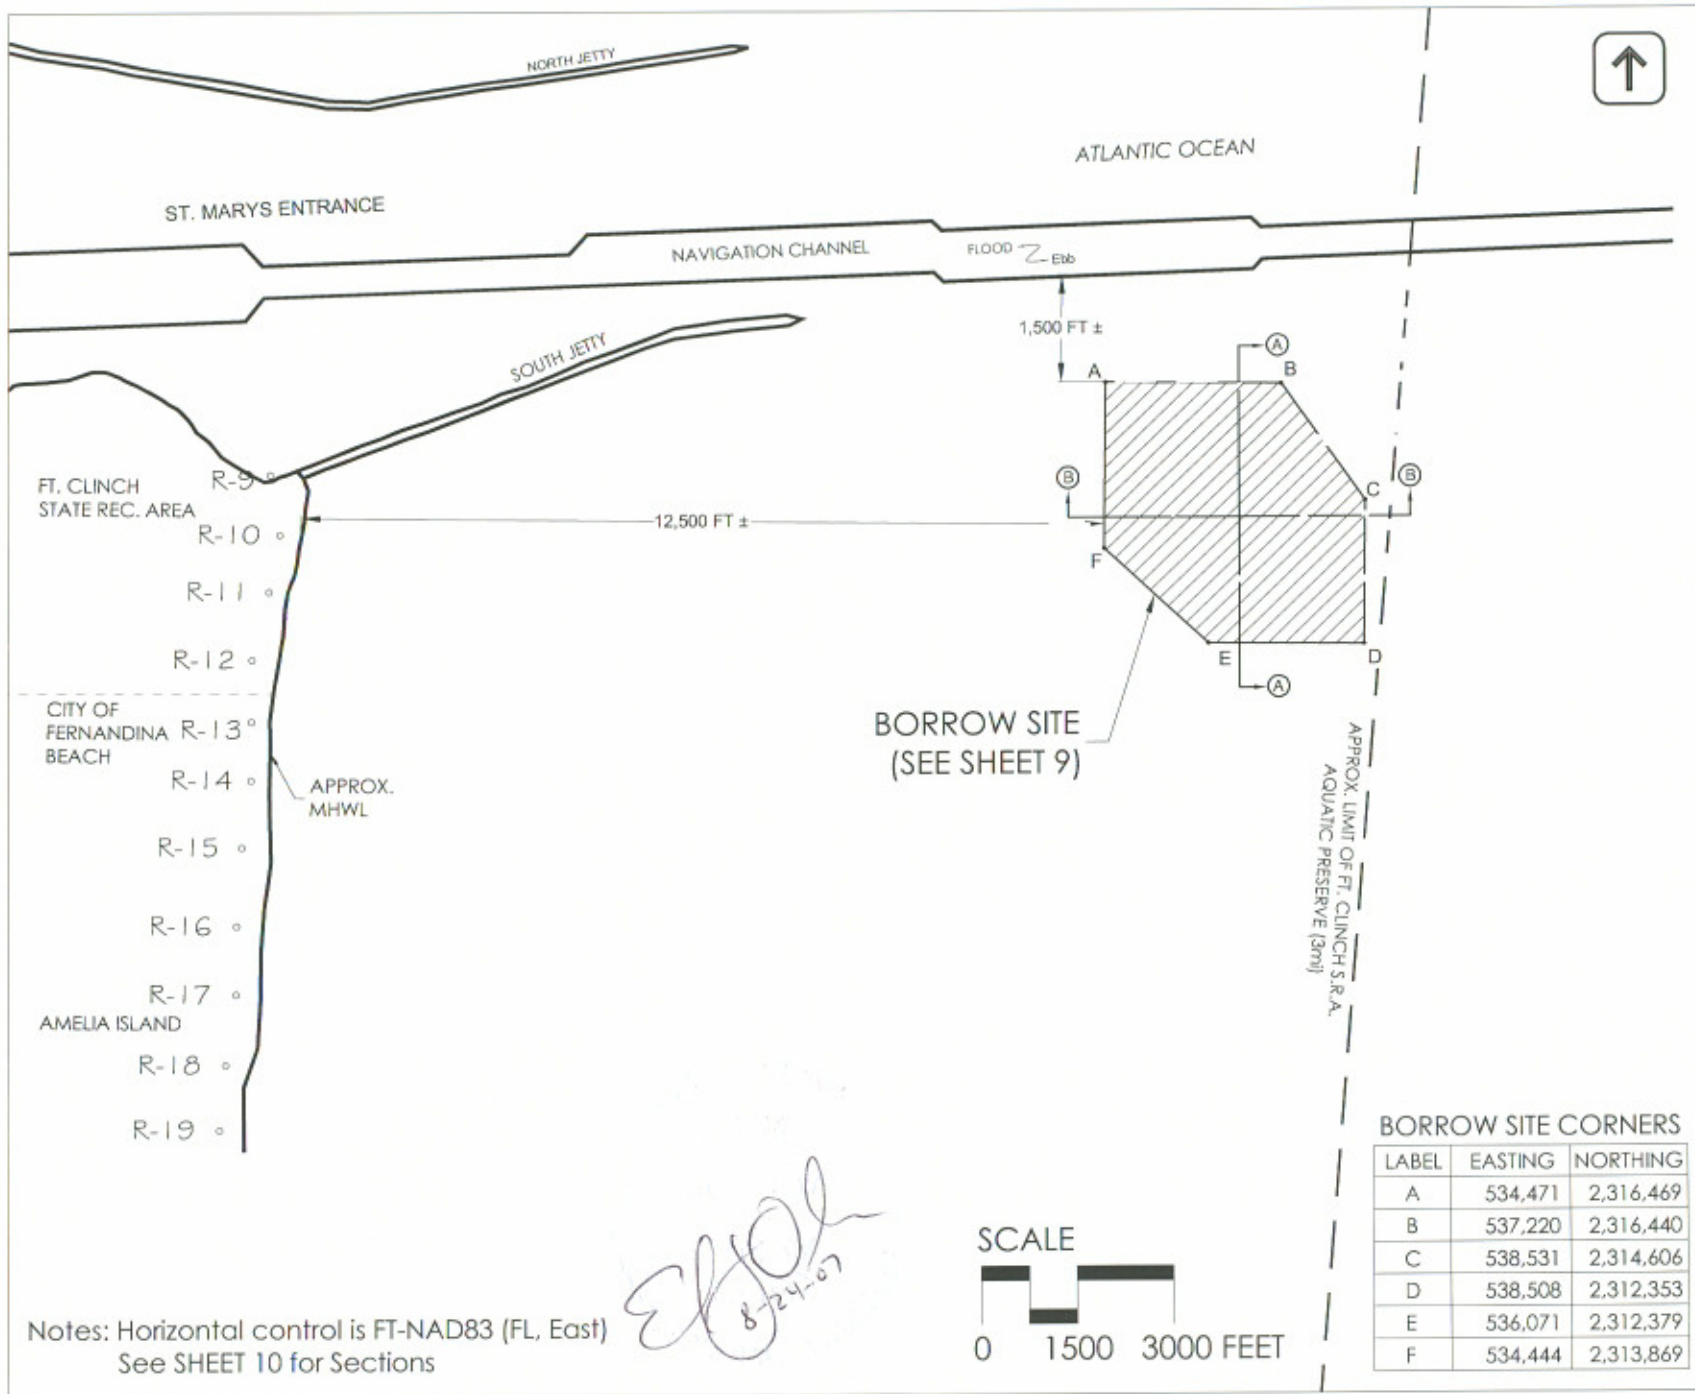 NORTH JETTY
ATLANTIC OCEAN
ST. MARYS ENTRANCE
NAVIGATION CHANNEL
FLOOD
Ebb
1,500 FT ±
SOUTH JETTY
A
A
B
B
B
C
FT. CLINCH
STATE REC. AREA
R-9
R-10
12,500 FT ±
F
R-11
R-12
E
D
A
CITY OF
FERNANDINA
BEACH
R-13
BORROW SITE
(SEE SHEET 9)
R-14
APPROX.
MHWL
APPROX. LIMIT OF FT. CLINCH S.R.A.
AQUATIC PRESERVE (3mi)
R-15
R-16
R-17
AMELIA ISLAND
R-18
R-19
BORROW SITE CORNERS
LABEL EASTING NORTHING
A 534,471 2,316,469
B 537,220 2,316,440
C 538,531 2,314,606
D 538,508 2,312,353
E 536,071 2,312,379
F 534,444 2,313,869
SCALE
0 1500 3000 FEET
8-24-07
Notes: Horizontal control is FT-NAD83 (FL, East)
See SHEET 10 for Sections